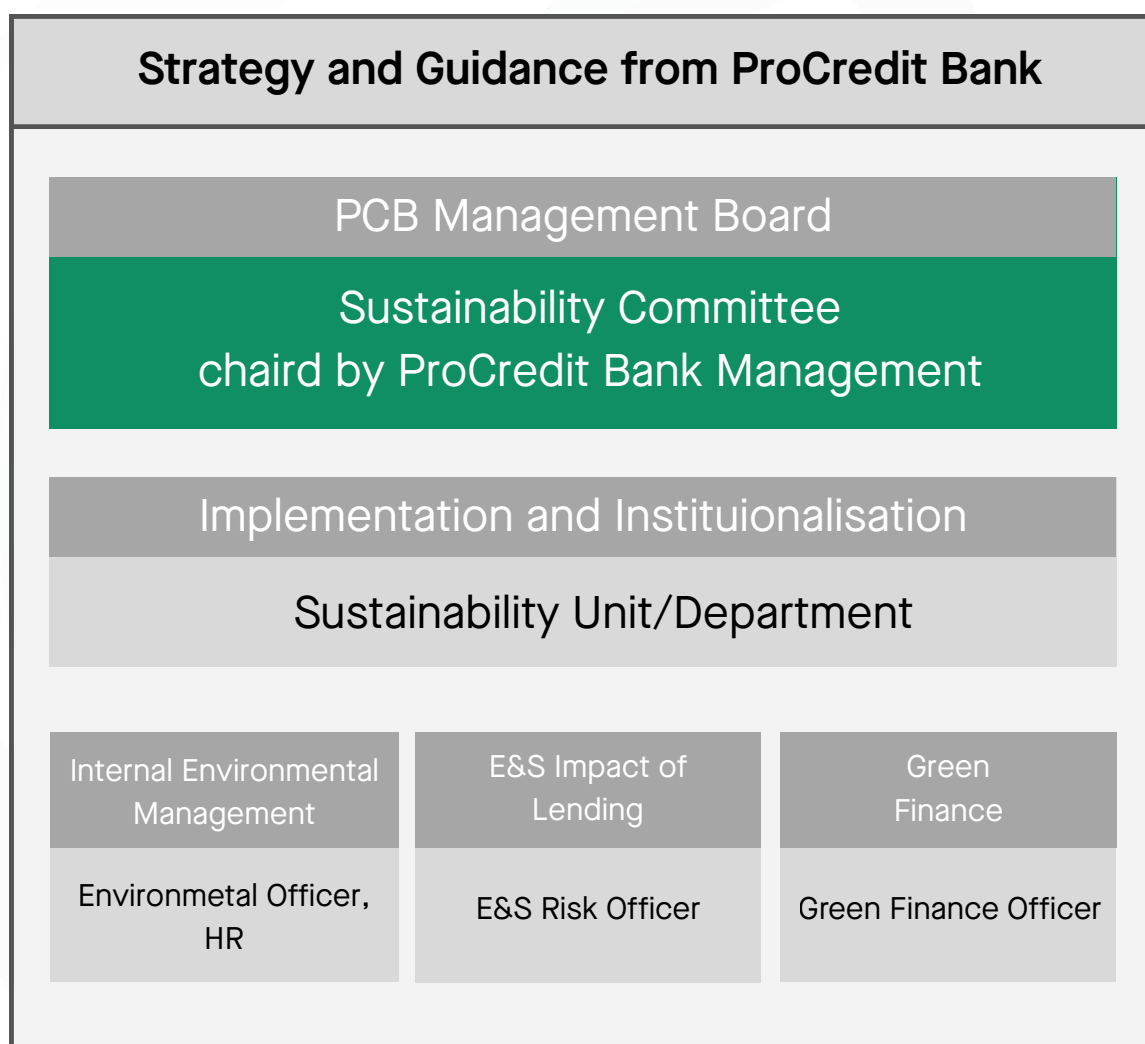 Strategy and Guidance from ProCredit Bank
PCB Management Board
Sustainability Committee
chaird by ProCredit Bank Management
Implementation and Instituionalisation
Sustainability Unit/Department
Internal Environmental
Management
Environmetal Officer,
HR
E&S Impact of
Lending
E&S Risk Officer
Green
Finance
Green Finance Officer